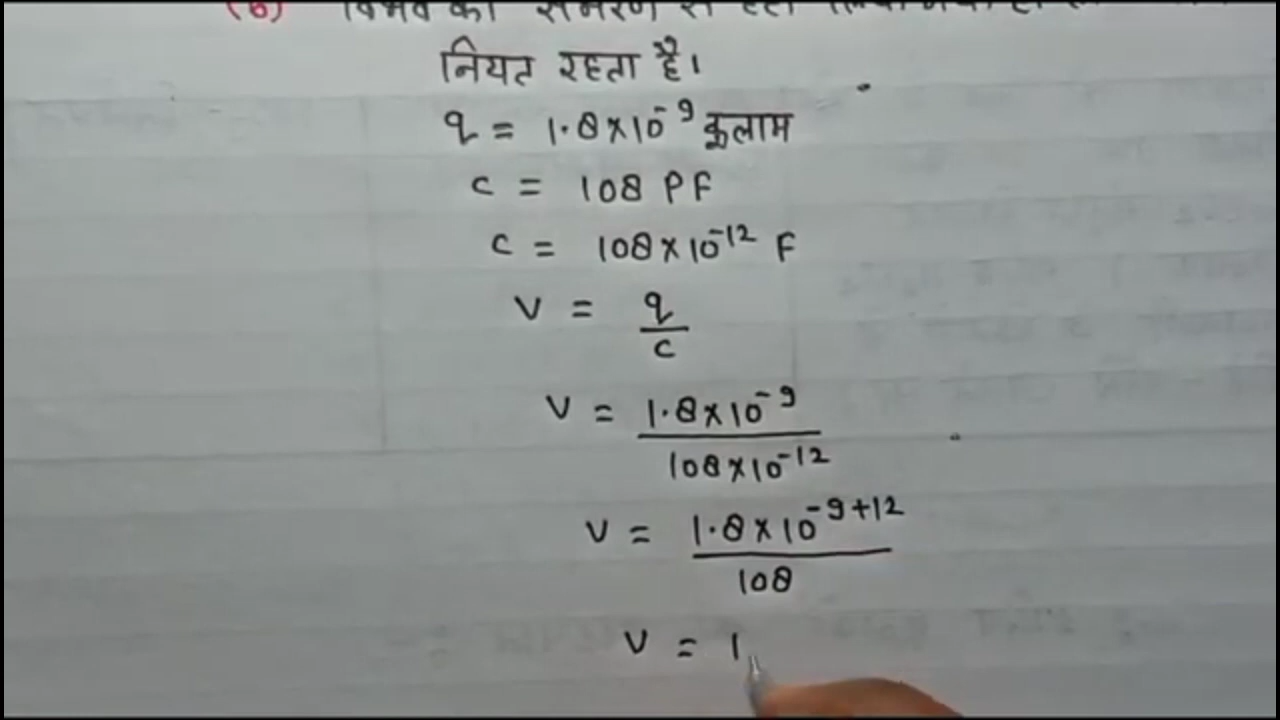 (b)
नियत रहता है।
q = 1.8×10⁻⁹ कूलाम
c = 108 PF
c = 108×10⁻¹² F
V = q/c
V = 1.8×10⁻⁹/108×10⁻¹²
V = 1.8×10⁻⁹⁺¹²/108
V = 1